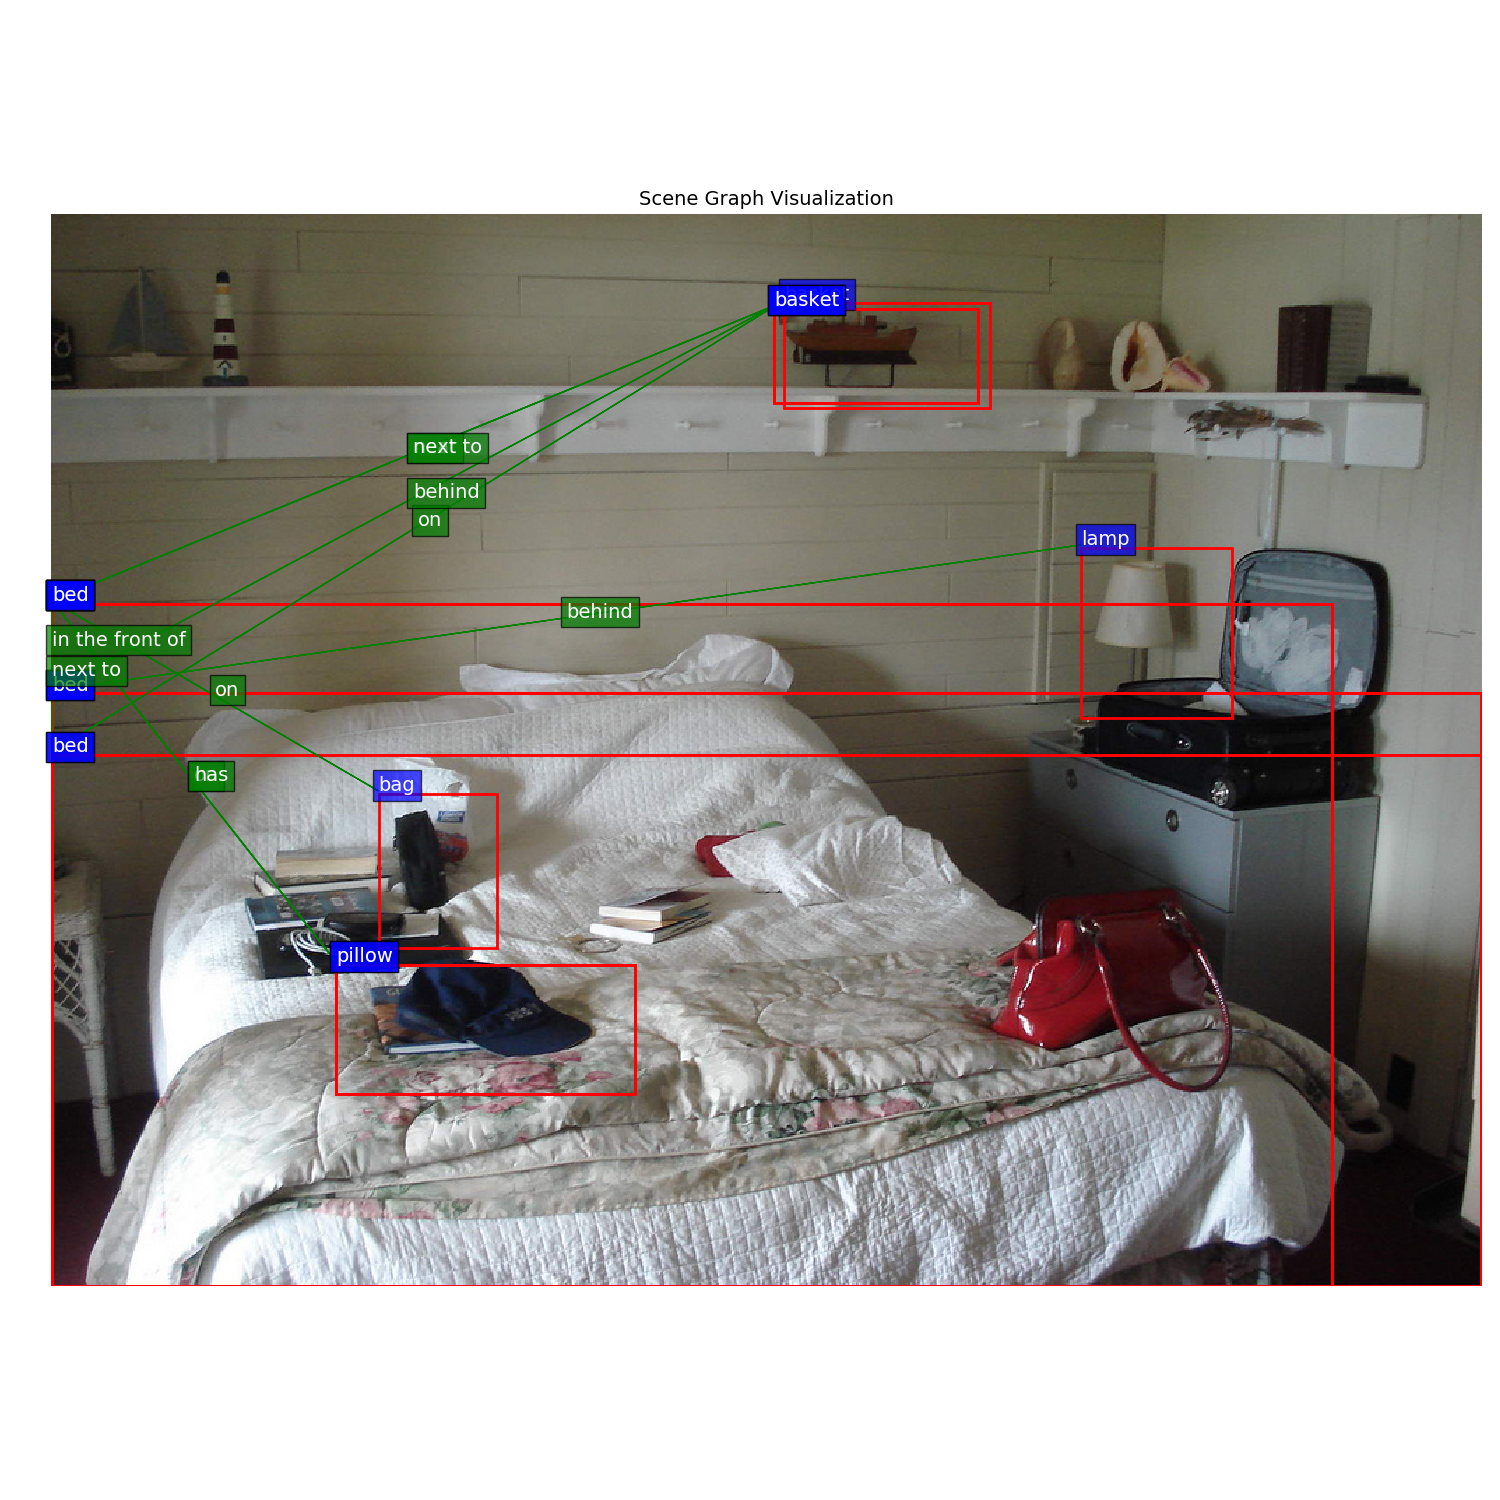 Scene Graph Visualization
basket
next to
behind
on
lamp
bed
behind
in the front of
next to
bed
on
bed
has
bag
pillow